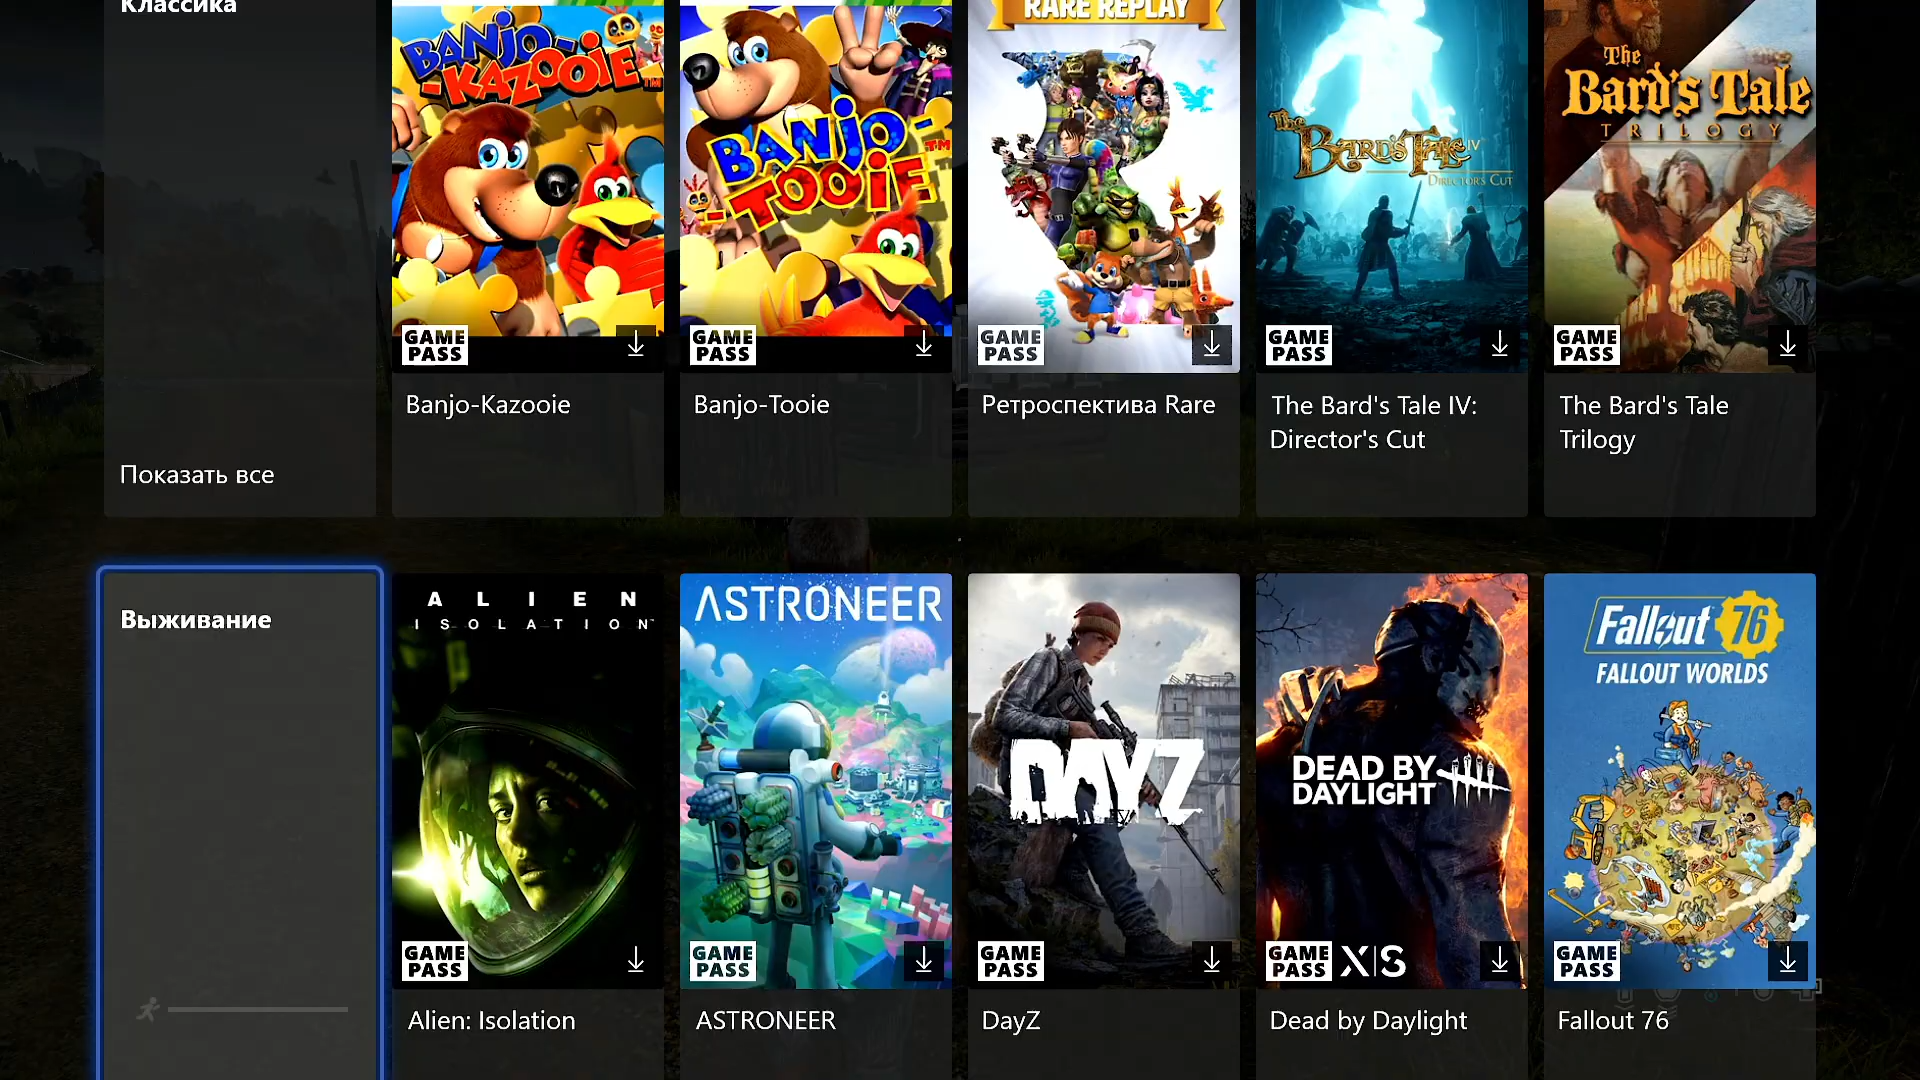 Классика
BANJO-
KAZOOIE™
BANJO-™
TOOIE
RARE REPLAY
The
BARD'S TALE IV
DIRECTOR'S CUT
The
Bard's Tale
TRILOGY
GAME
PASS
GAME
PASS
GAME
PASS
GAME
PASS
GAME
PASS
Banjo-Kazooie
Banjo-Tooie
Ретроспектива Rare
The Bard's Tale IV:
Director's Cut
The Bard's Tale
Trilogy
Показать все
Выживание
ALIEN
ISOLATION™
ASTRONEER
DAYZ
DEAD BY
DAYLIGHT
Fallout 76
FALLOUT WORLDS
GAME
PASS
GAME
PASS
GAME
PASS
GAME
PASS
X|S
GAME
PASS
Alien: Isolation
ASTRONEER
DayZ
Dead by Daylight
Fallout 76